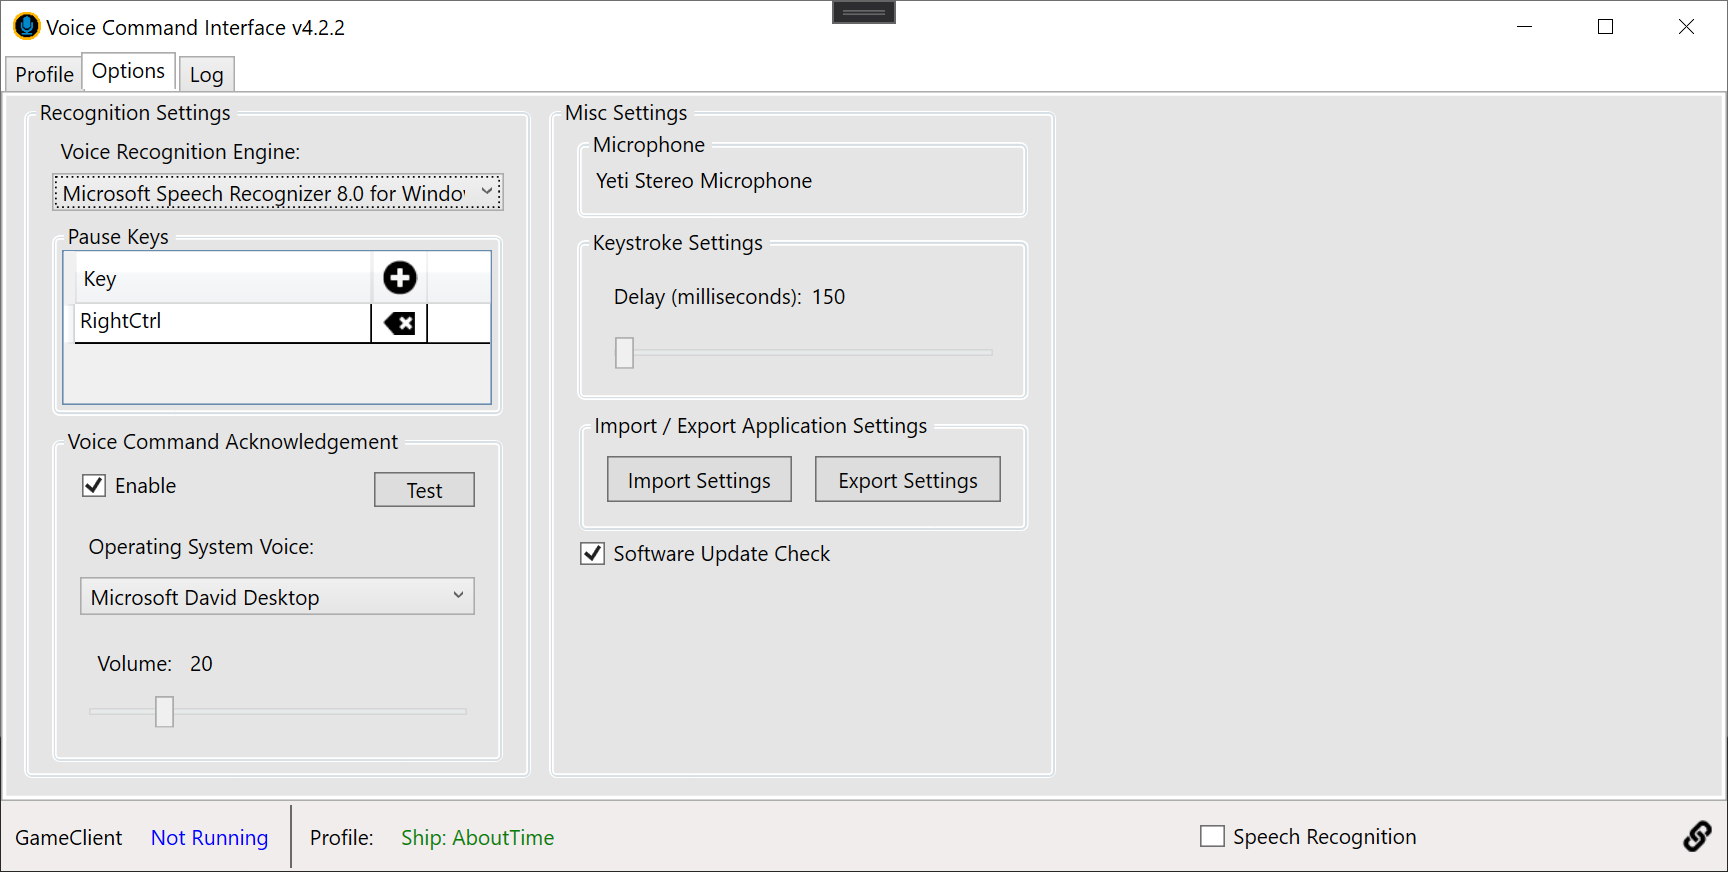 Voice Command Interface v4.2.2
Profile
Options
Log
Recognition Settings
Voice Recognition Engine:
Microsoft Speech Recognizer 8.0 for
Pause Keys
Key
RightCtrl
Voice Command Acknowledgement
Enable
Test
Operating System Voice:
Microsoft David Desktop
Volume: 20
Misc Settings
Microphone
Yeti Stereo Microphone
Keystroke Settings
Delay (milliseconds): 150
Import / Export Application Settings
Import Settings
Export Settings
Software Update Check
GameClient Not Running
Profile: Ship: AboutTime
Speech Recognition